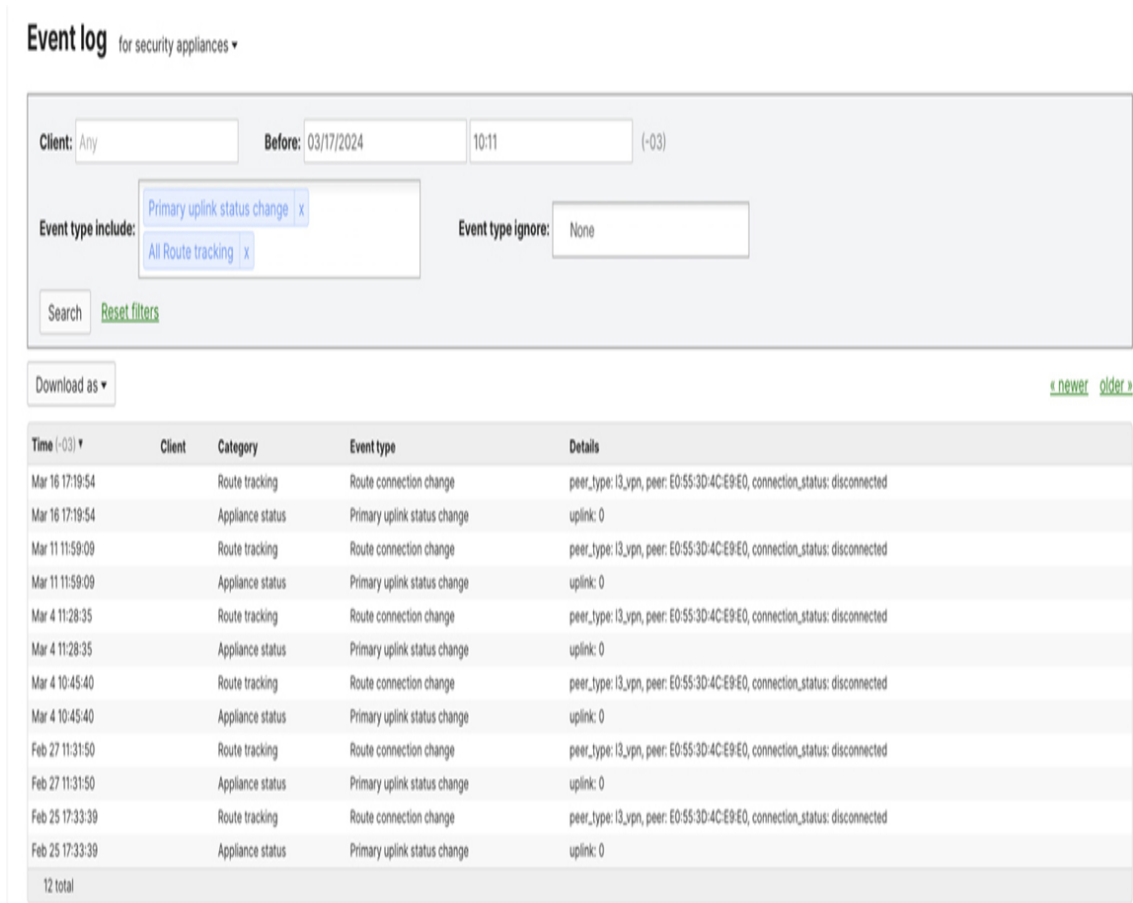 Event log for security appliances ▾
Client: Any Before: 03/17/2024 10:11 (-03)
Primary uplink status change x
Event type include: Event type ignore: None
All Route tracking x
Search Reset filters
Download as ▾ « newer older »
Time (-03) ▼ Client Category Event type Details
Mar 16 17:19:54 Route tracking Route connection change peer_type: l3_vpn, peer: E0:55:3D:4C:E9:E0, connection_status: disconnected
Mar 16 17:19:54 Appliance status Primary uplink status change uplink: 0
Mar 11 11:59:09 Route tracking Route connection change peer_type: l3_vpn, peer: E0:55:3D:4C:E9:E0, connection_status: disconnected
Mar 11 11:59:09 Appliance status Primary uplink status change uplink: 0
Mar 4 11:28:35 Route tracking Route connection change peer_type: l3_vpn, peer: E0:55:3D:4C:E9:E0, connection_status: disconnected
Mar 4 11:28:35 Appliance status Primary uplink status change uplink: 0
Mar 4 10:45:40 Route tracking Route connection change peer_type: l3_vpn, peer: E0:55:3D:4C:E9:E0, connection_status: disconnected
Mar 4 10:45:40 Appliance status Primary uplink status change uplink: 0
Feb 27 11:31:50 Route tracking Route connection change peer_type: l3_vpn, peer: E0:55:3D:4C:E9:E0, connection_status: disconnected
Feb 27 11:31:50 Appliance status Primary uplink status change uplink: 0
Feb 25 17:33:39 Route tracking Route connection change peer_type: l3_vpn, peer: E0:55:3D:4C:E9:E0, connection_status: disconnected
Feb 25 17:33:39 Appliance status Primary uplink status change uplink: 0
12 total